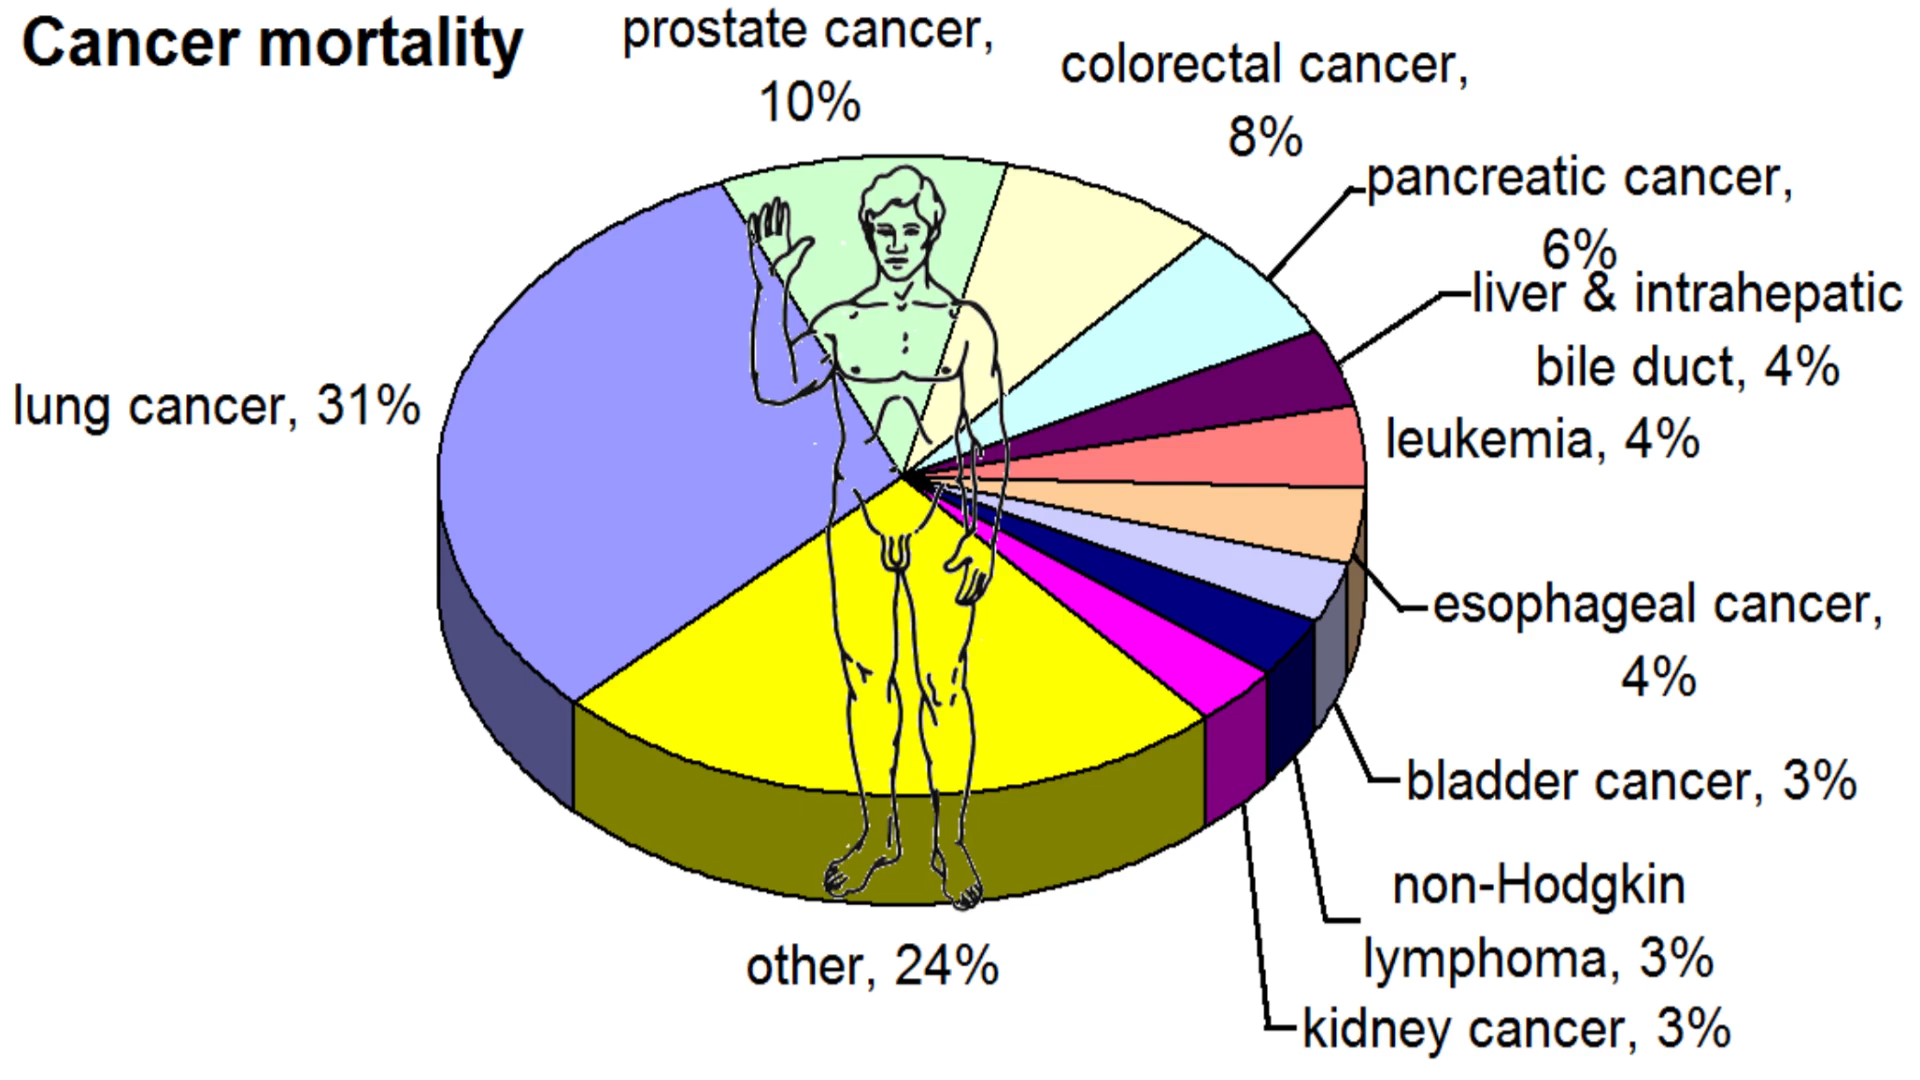 Cancer mortality
prostate cancer,
10%
colorectal cancer,
8%
pancreatic cancer,
6%
liver & intrahepatic
bile duct, 4%
leukemia, 4%
esophageal cancer,
4%
bladder cancer, 3%
non-Hodgkin
lymphoma, 3%
kidney cancer, 3%
other, 24%
lung cancer, 31%